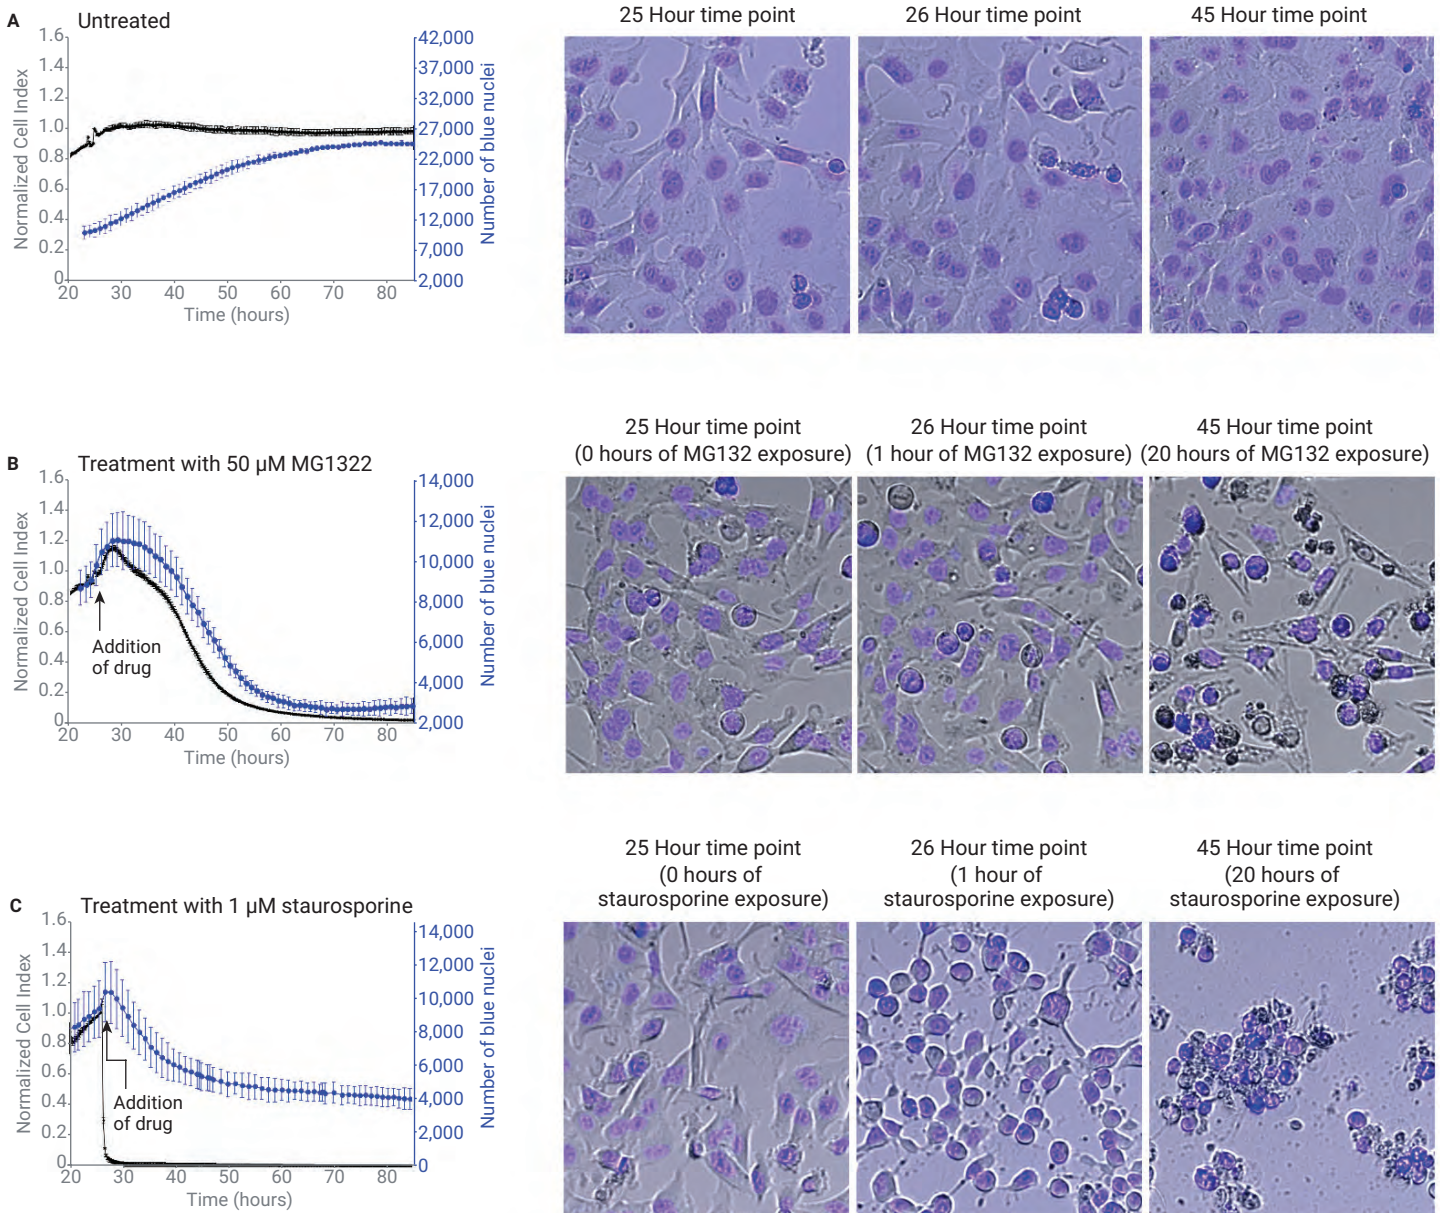 A
Untreated
25 Hour time point
26 Hour time point
45 Hour time point
1.6
1.4
1.2
1.0
0.8
0.6
0.4
0.2
0
Normalized Cell Index
42,000
37,000
32,000
27,000
22,000
17,000
12,000
7,000
2,000
Number of blue nuclei
20 30 40 50 60 70 80
Time (hours)
B
Treatment with 50 µM MG1322
25 Hour time point
(0 hours of MG132 exposure)
26 Hour time point
(1 hour of MG132 exposure)
45 Hour time point
(20 hours of MG132 exposure)
1.6
1.4
1.2
1.0
0.8
0.6
0.4
0.2
0
Normalized Cell Index
14,000
12,000
10,000
8,000
6,000
4,000
2,000
Number of blue nuclei
Addition
of drug
20 30 40 50 60 70 80
Time (hours)
C
Treatment with 1 µM staurosporine
25 Hour time point
(0 hours of
staurosporine exposure)
26 Hour time point
(1 hour of
staurosporine exposure)
45 Hour time point
(20 hours of
staurosporine exposure)
1.6
1.4
1.2
1.0
0.8
0.6
0.4
0.2
0
Normalized Cell Index
14,000
12,000
10,000
8,000
6,000
4,000
2,000
0
Number of blue nuclei
Addition
of drug
20 30 40 50 60 70 80
Time (hours)